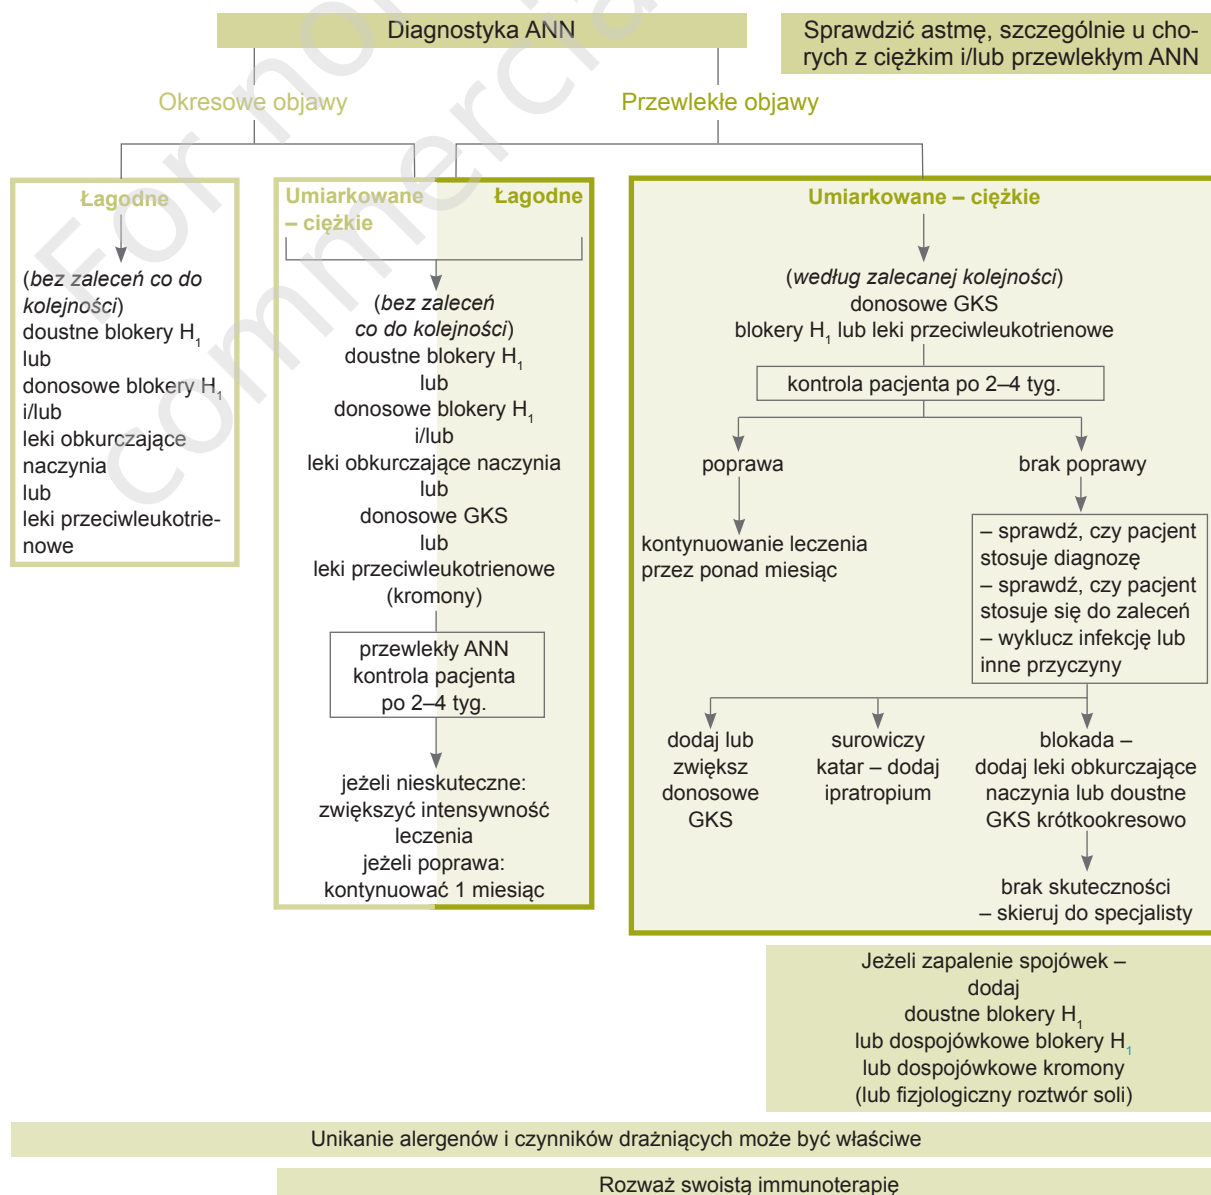 Diagnostyka ANN
Sprawdzić astmę, szczególnie u cho-
rych z ciężkim i/lub przewlekłym ANN
Okresowe objawy
Przewlekłe objawy
Łagodne
(bez zaleceń co do
kolejności)
doustne blokery H1
lub
donosowe blokery H1
i/lub
leki obkurczające
naczynia
lub
leki przeciwleukotrie-
nowe
Umiarkowane
– ciężkie
Łagodne
(bez zaleceń
co do kolejności)
doustne blokery H1
lub
donosowe blokery H1
i/lub
leki obkurczające naczynia
lub
donosowe GKS
lub
leki przeciwleukotrienowe
(kromony)
przewlekły ANN
kontrola pacjenta
po 2–4 tyg.
jeżeli nieskuteczne:
zwiększyć intensywność
leczenia
jeżeli poprawa:
kontynuować 1 miesiąc
Umiarkowane – ciężkie
(według zalecanej kolejności)
donosowe GKS
blokery H1 lub leki przeciwleukotrienowe
kontrola pacjenta po 2–4 tyg.
poprawa
kontynuowanie leczenia
przez ponad miesiąc
brak poprawy
– sprawdź, czy pacjent
stosuje diagnozę
– sprawdź, czy pacjent
stosuje się do zaleceń
– wyklucz infekcję lub
inne przyczyny
dodaj lub
zwiększ
donosowe
GKS
surowiczy
katar – dodaj
ipratropium
blokada –
dodaj leki obkurczające
naczynia lub doustne
GKS krótkookresowo
brak skuteczności
– skieruj do specjalisty
Jeżeli zapalenie spojówek –
dodaj
doustne blokery H1
lub dospojówkowe blokery H1
lub dospojówkowe kromony
(lub fizjologiczny roztwór soli)
Unikanie alergenów i czynników drażniących może być właściwe
Rozważ swoistą immunoterapię